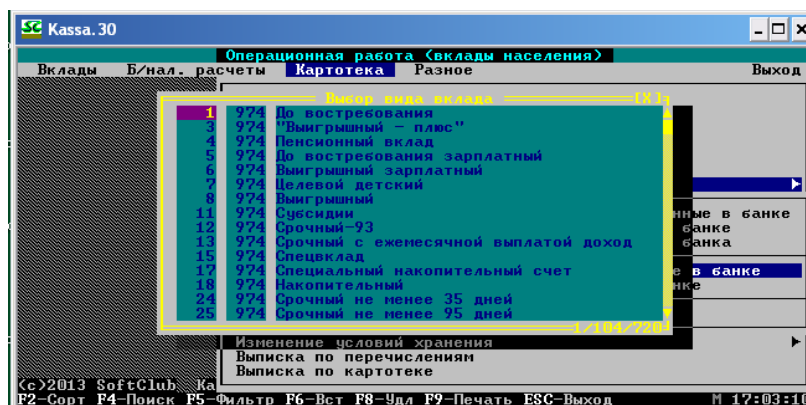 SC Kassa.30
Операционная работа (вклады населения)
Вклады Б/нал. расчеты Картотека Разное Выход
Выбор вида вклада [X]
1 974 До востребования
3 974 "Выигрышный - плюс"
4 974 Пенсионный вклад
5 974 До востребования зарплатный
6 974 Выигрышный зарплатный
7 974 Целевой детский
8 974 Выигрышный
11 974 Субсидии нные в банке
12 974 Срочный-93 банке
13 974 Срочный с ежемесячной выплатой доход банка
15 974 Спецвклад
17 974 Специальный накопительный счет е в банке
18 974 Накопительный нке
24 974 Срочный не менее 35 дней
25 974 Срочный не менее 95 дней
1/104/720
Изменение условий хранения
Выписка по перечислениям
Выписка по картотеке
(c)2013 SoftClub Ка
F2-Сорт F4-Поиск F5-Фильтр F6-Вст F8-Удл F9-Печать ESC-Выход М 17:03:10